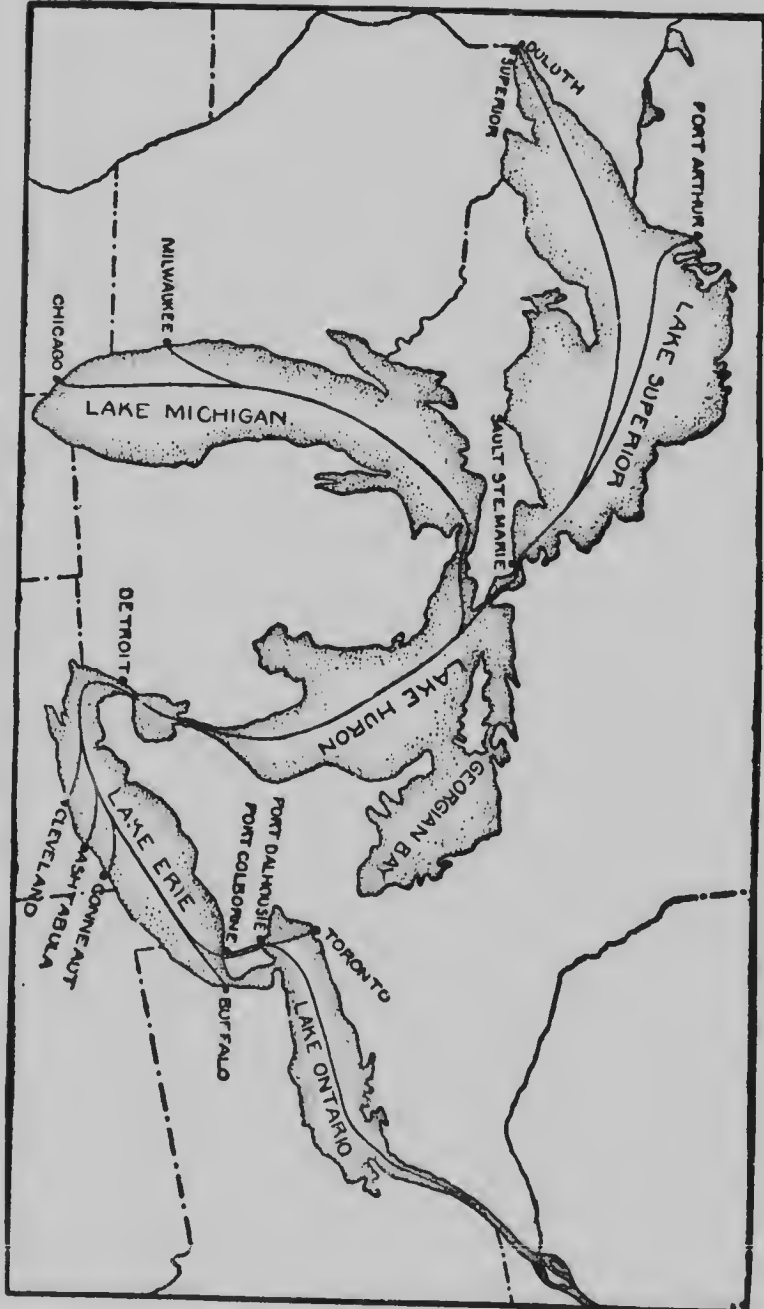 DULUTH
SUPERIOR
PORT ARTHUR
LAKE SUPERIOR
SAULT STE MARIE
MILWAUKEE
CHICAGO
LAKE MICHIGAN
LAKE HURON
GEORGIAN BAY
DETROIT
LAKE ERIE
CLEVELAND
ASHTABULA
CONNEAUT
PORT COLBORNE
PORT DALHOUSIE
BUFFALO
TORONTO
LAKE ONTARIO